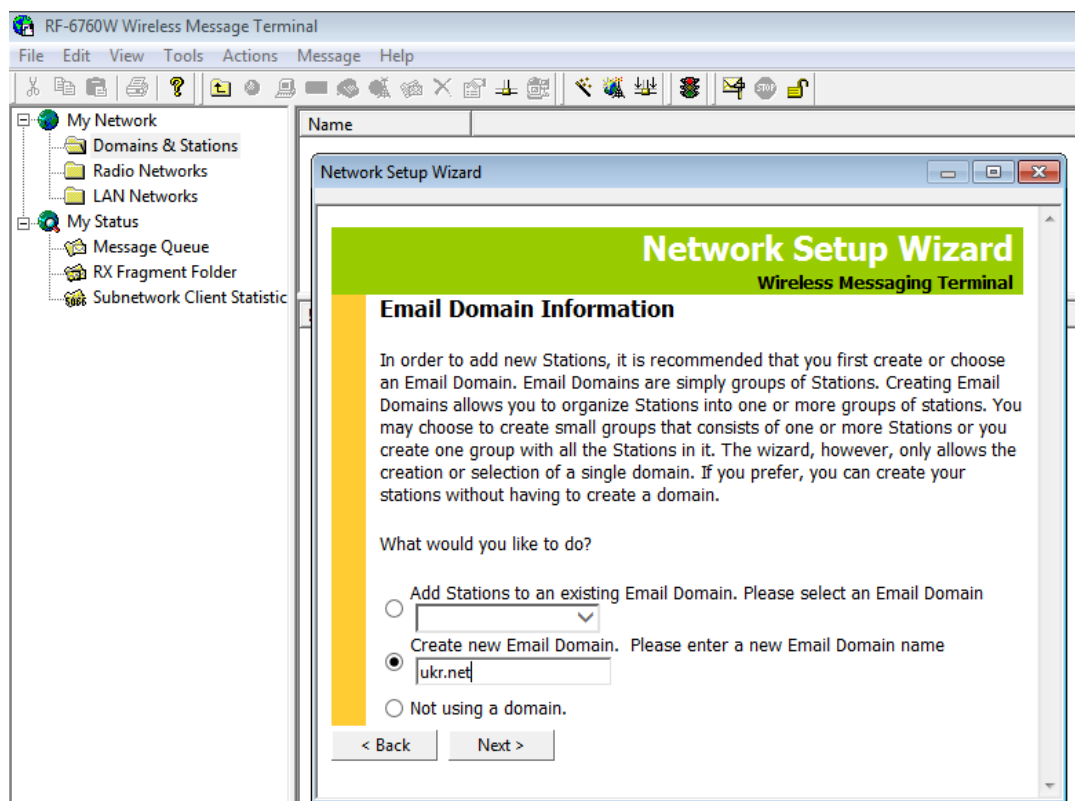 RF-6760W Wireless Message Terminal
File Edit View Tools Actions Message Help
My Network
Domains & Stations
Radio Networks
LAN Networks
My Status
Message Queue
RX Fragment Folder
Subnetwork Client Statistic
Name
Network Setup Wizard
Network Setup Wizard
Wireless Messaging Terminal
Email Domain Information
In order to add new Stations, it is recommended that you first create or choose
an Email Domain. Email Domains are simply groups of Stations. Creating Email
Domains allows you to organize Stations into one or more groups of stations. You
may choose to create small groups that consists of one or more Stations or you
create one group with all the Stations in it. The wizard, however, only allows the
creation or selection of a single domain. If you prefer, you can create your
stations without having to create a domain.
What would you like to do?
Add Stations to an existing Email Domain. Please select an Email Domain
Create new Email Domain. Please enter a new Email Domain name
ukr.net
Not using a domain.
< Back Next >